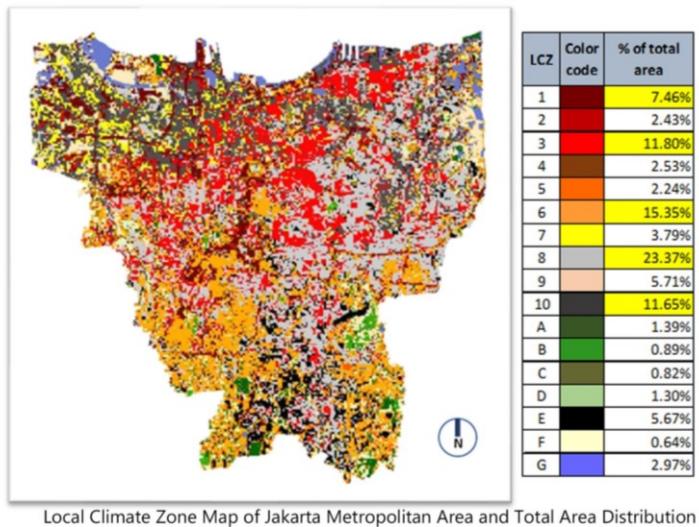 LCZ Color code % of total area
1 7.46%
2 2.43%
3 11.80%
4 2.53%
5 2.24%
6 15.35%
7 3.79%
8 23.37%
9 5.71%
10 11.65%
A 1.39%
B 0.89%
C 0.82%
D 1.30%
E 5.67%
F 0.64%
G 2.97%
N
Local Climate Zone Map of Jakarta Metropolitan Area and Total Area Distribution